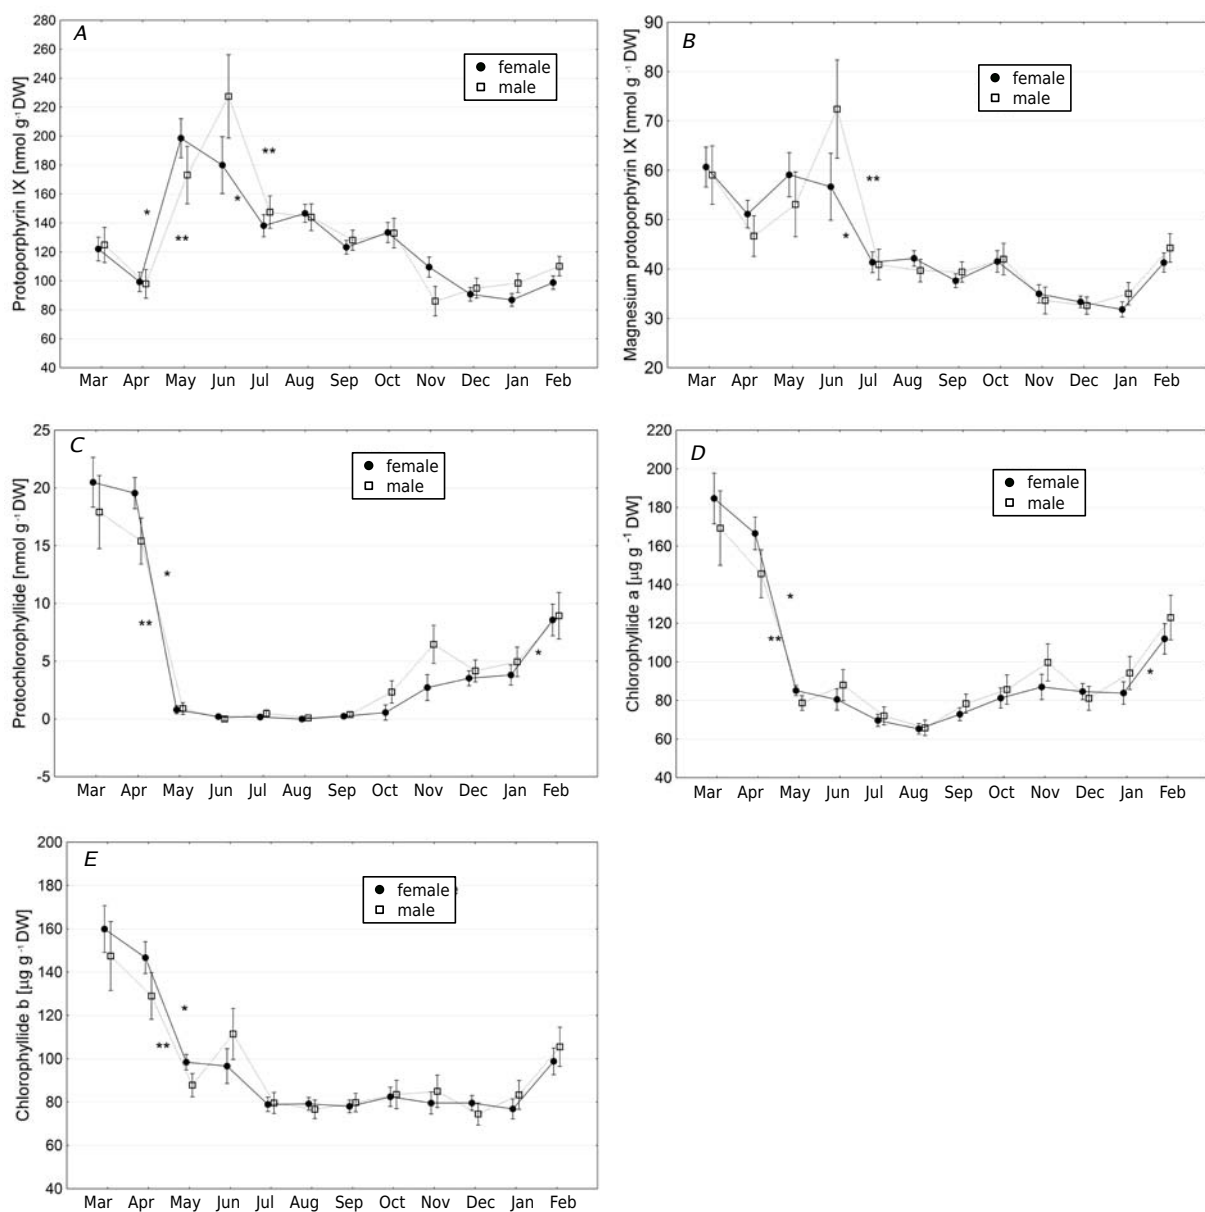 A
Protoporphyrin IX [nmol g-1 DW]
280
260
240
220
200
180
160
140
120
100
80
60
40
female
male
*
**
*
**
Mar Apr May Jun Jul Aug Sep Oct Nov Dec Jan Feb
B
Magnesium protoporphyrin IX [nmol g-1 DW]
90
80
70
60
50
40
30
20
female
male
**
*
Mar Apr May Jun Jul Aug Sep Oct Nov Dec Jan Feb
C
Protochlorophyllide [nmol g-1 DW]
25
20
15
10
5
0
-5
female
male
*
**
*
Mar Apr May Jun Jul Aug Sep Oct Nov Dec Jan Feb
D
Chlorophyllide a [µg g-1 DW]
220
200
180
160
140
120
100
80
60
40
female
male
*
**
*
Mar Apr May Jun Jul Aug Sep Oct Nov Dec Jan Feb
E
Chlorophyllide b [µg g-1 DW]
200
180
160
140
120
100
80
60
40
female
male
*
**
Mar Apr May Jun Jul Aug Sep Oct Nov Dec Jan Feb